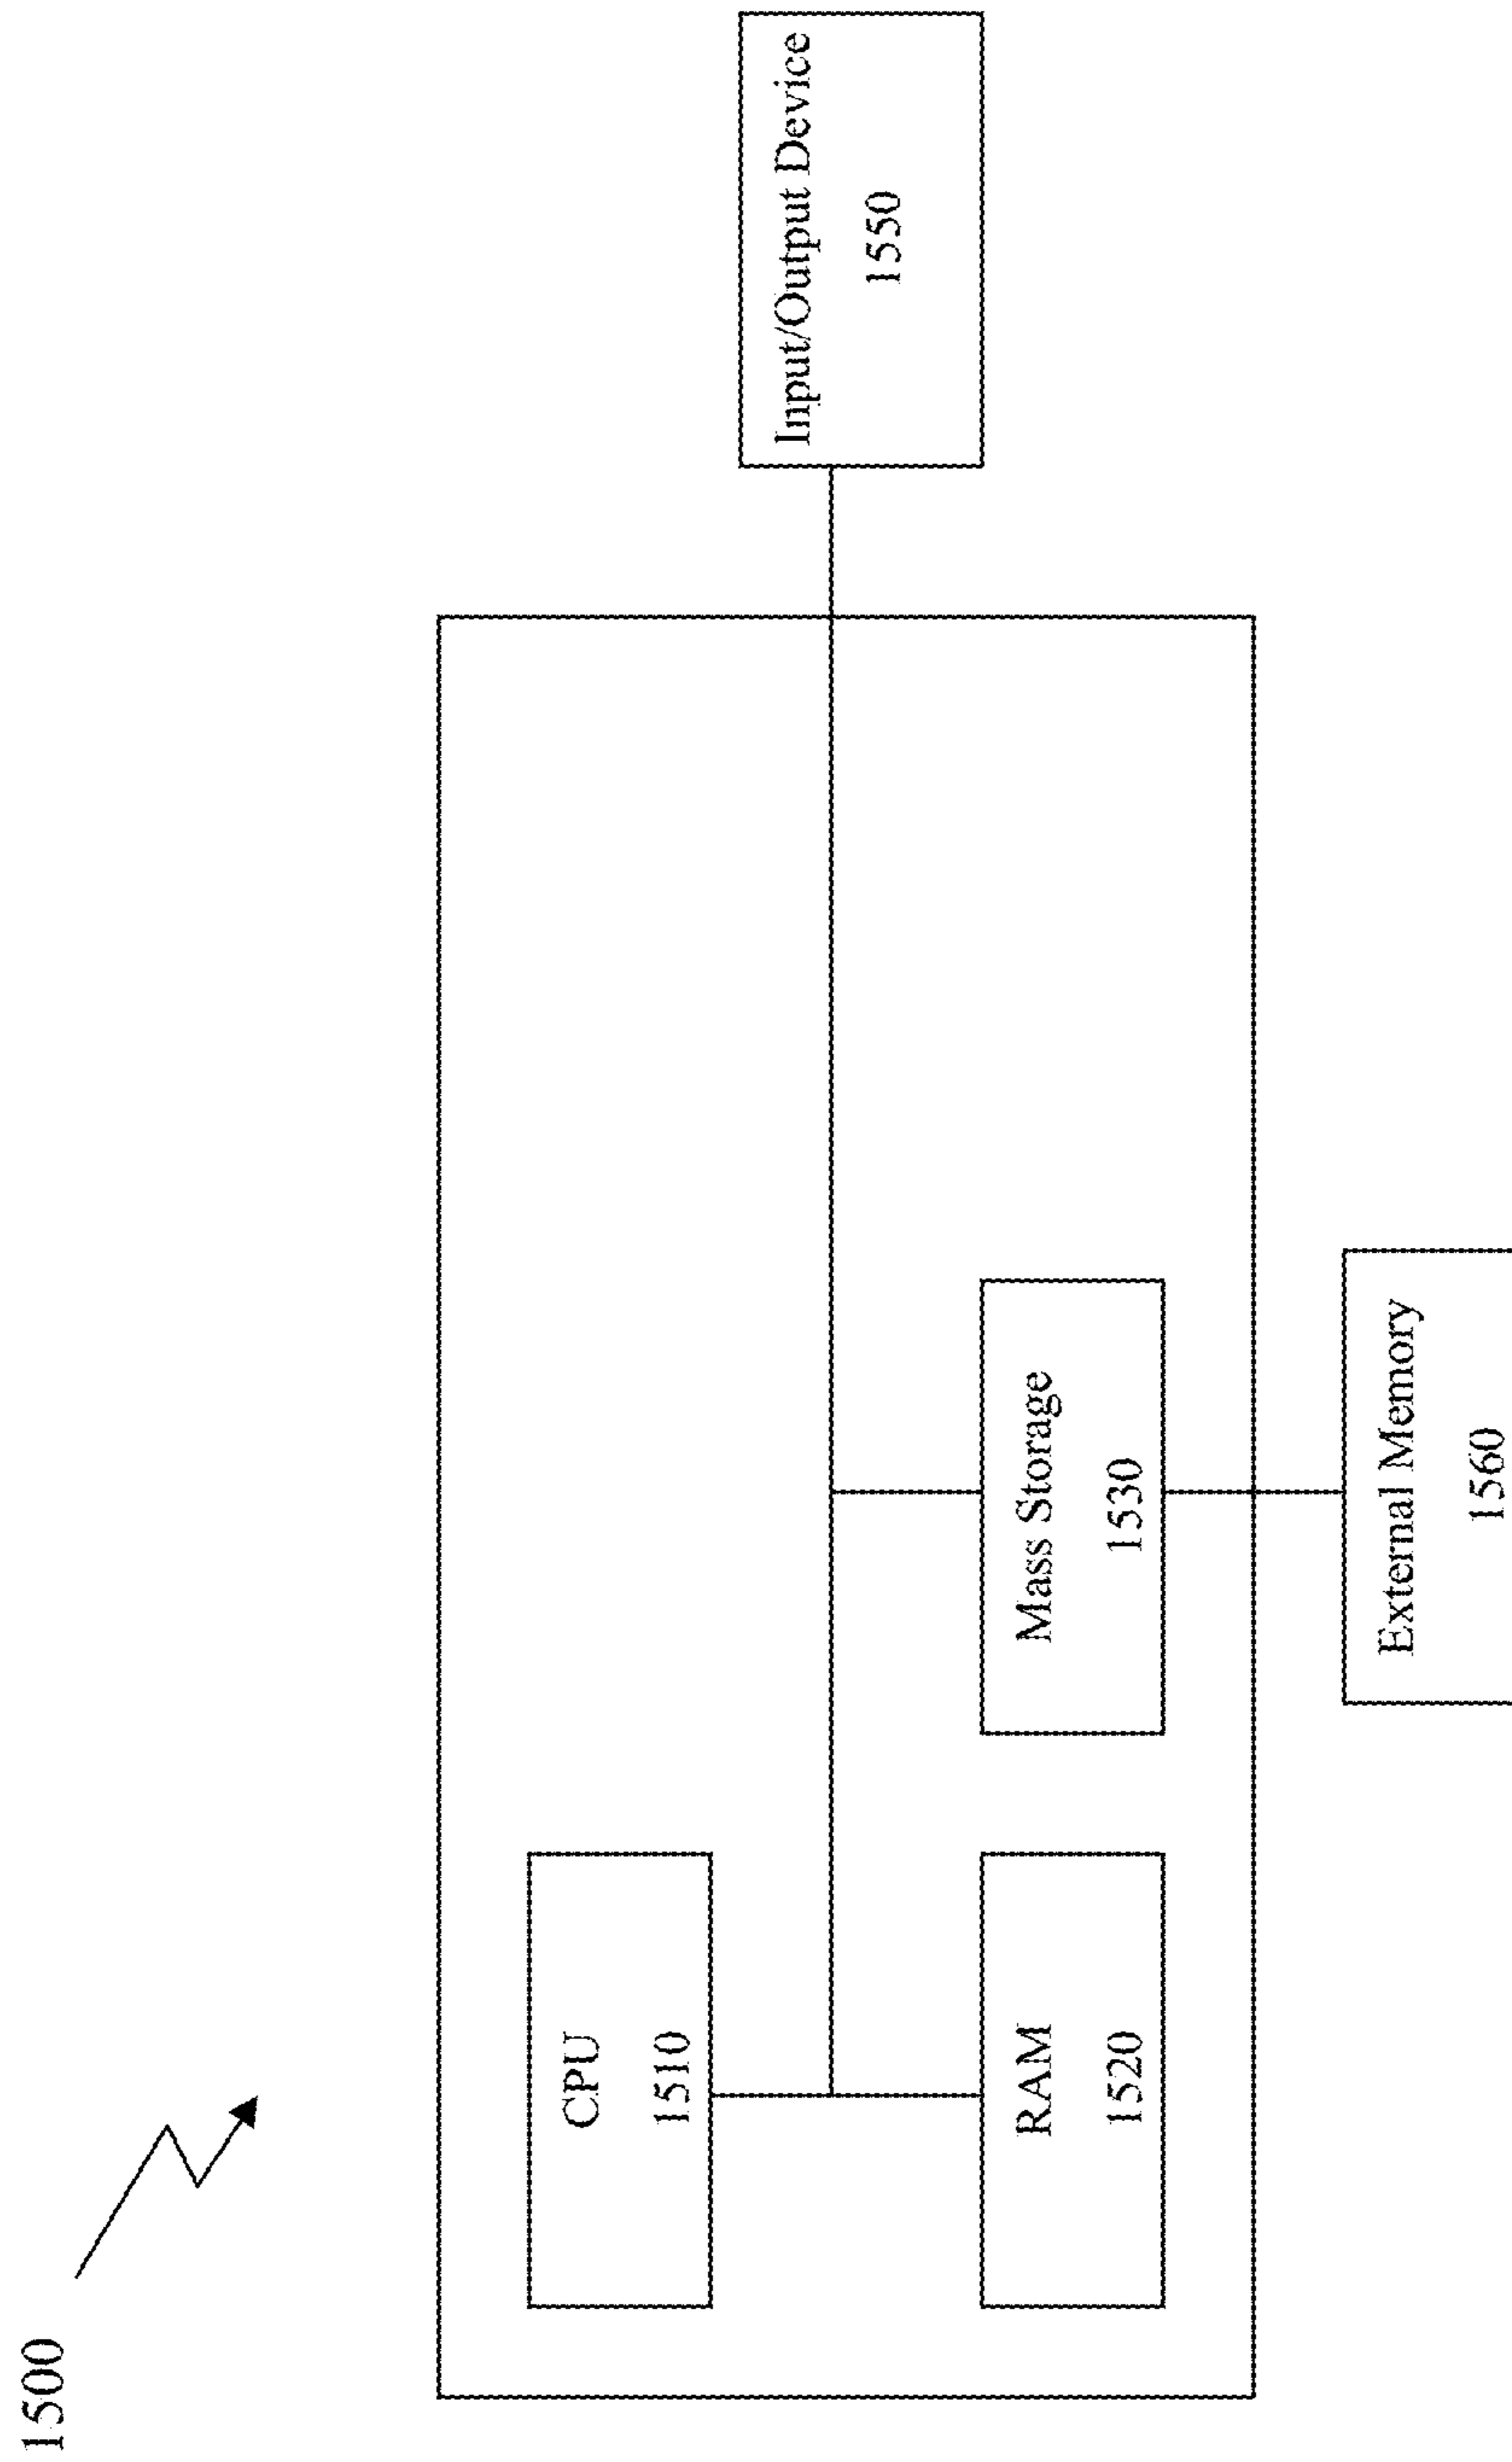 1500
CPU
1510
RAM
1520
Mass Storage
1530
Input/Output Device
1550
External Memory
1560